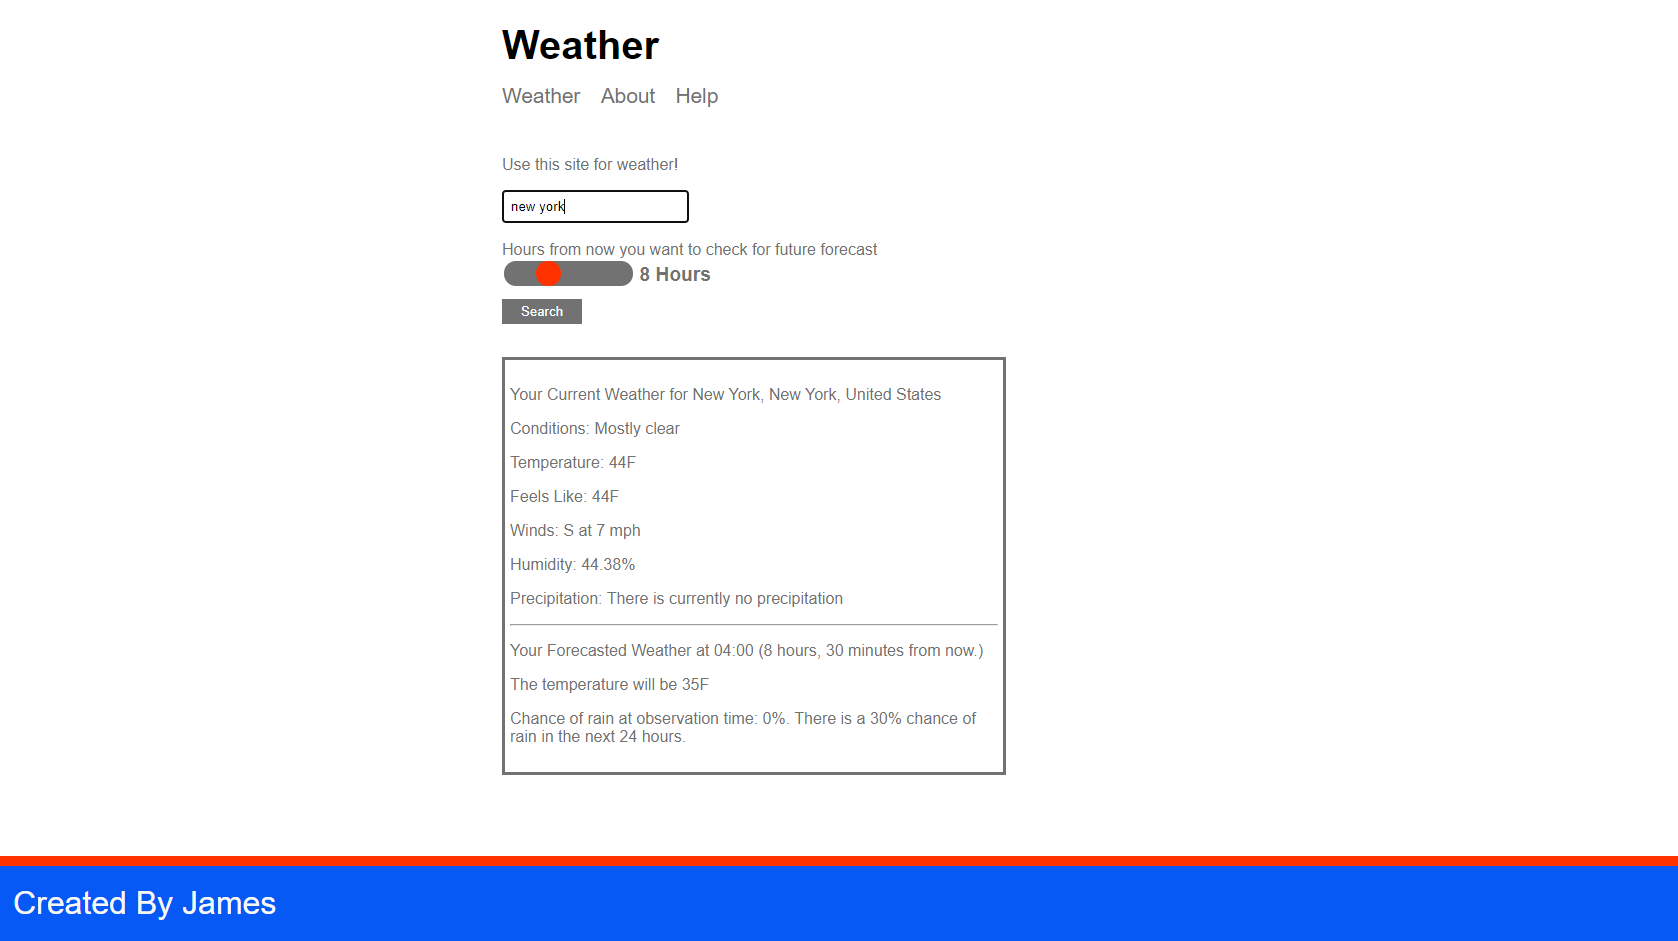 Weather
Weather About Help
Use this site for weather!
new york
Hours from now you want to check for future forecast
8 Hours
Search
Your Current Weather for New York, New York, United States
Conditions: Mostly clear
Temperature: 44F
Feels Like: 44F
Winds: S at 7 mph
Humidity: 44.38%
Precipitation: There is currently no precipitation
Your Forecasted Weather at 04:00 (8 hours, 30 minutes from now.)
The temperature will be 35F
Chance of rain at observation time: 0%. There is a 30% chance of
rain in the next 24 hours.
Created By James